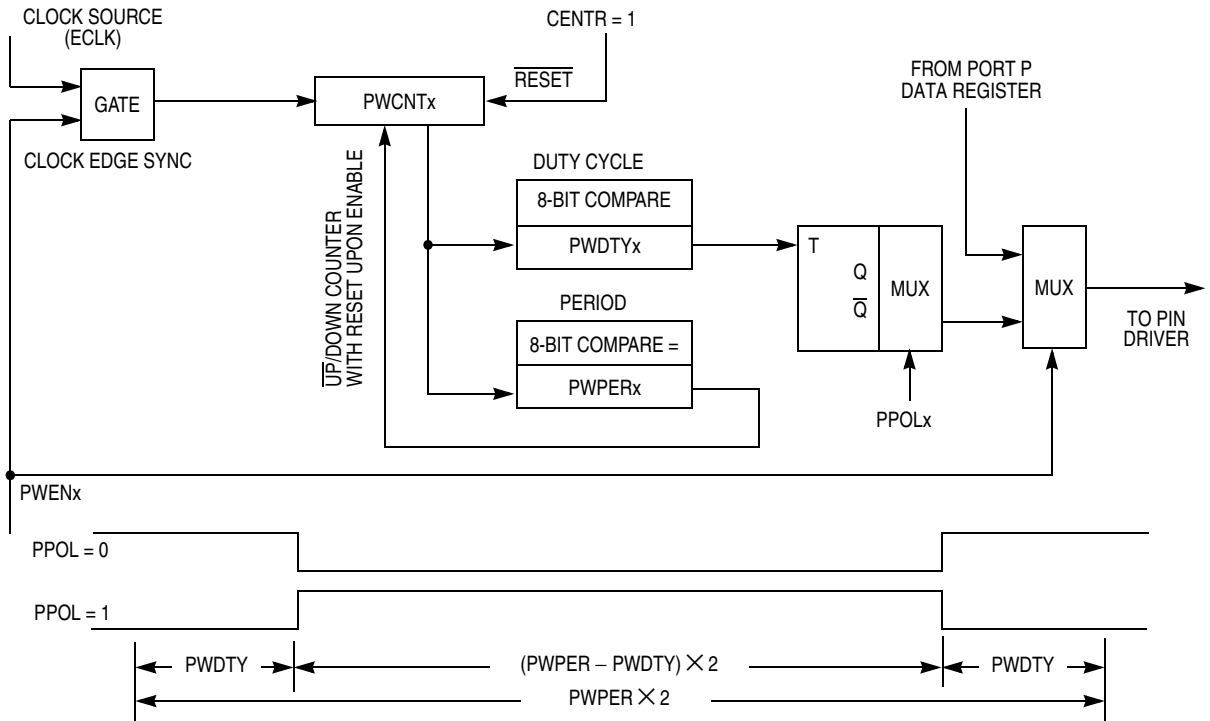 CLOCK SOURCE
(ECLK)
CENTR = 1
RESET
FROM PORT P
DATA REGISTER
GATE
PWCNTx
CLOCK EDGE SYNC
UP/DOWN COUNTER
WITH RESET UPON ENABLE
DUTY CYCLE
8-BIT COMPARE
PWDTYx
T
Q
Q
MUX
MUX
PERIOD
8-BIT COMPARE =
PWPERx
TO PIN
DRIVER
PPOLx
PWENx
PPOL = 0
PPOL = 1
PWDTY
(PWPER – PWDTY) × 2
PWDTY
PWPER × 2